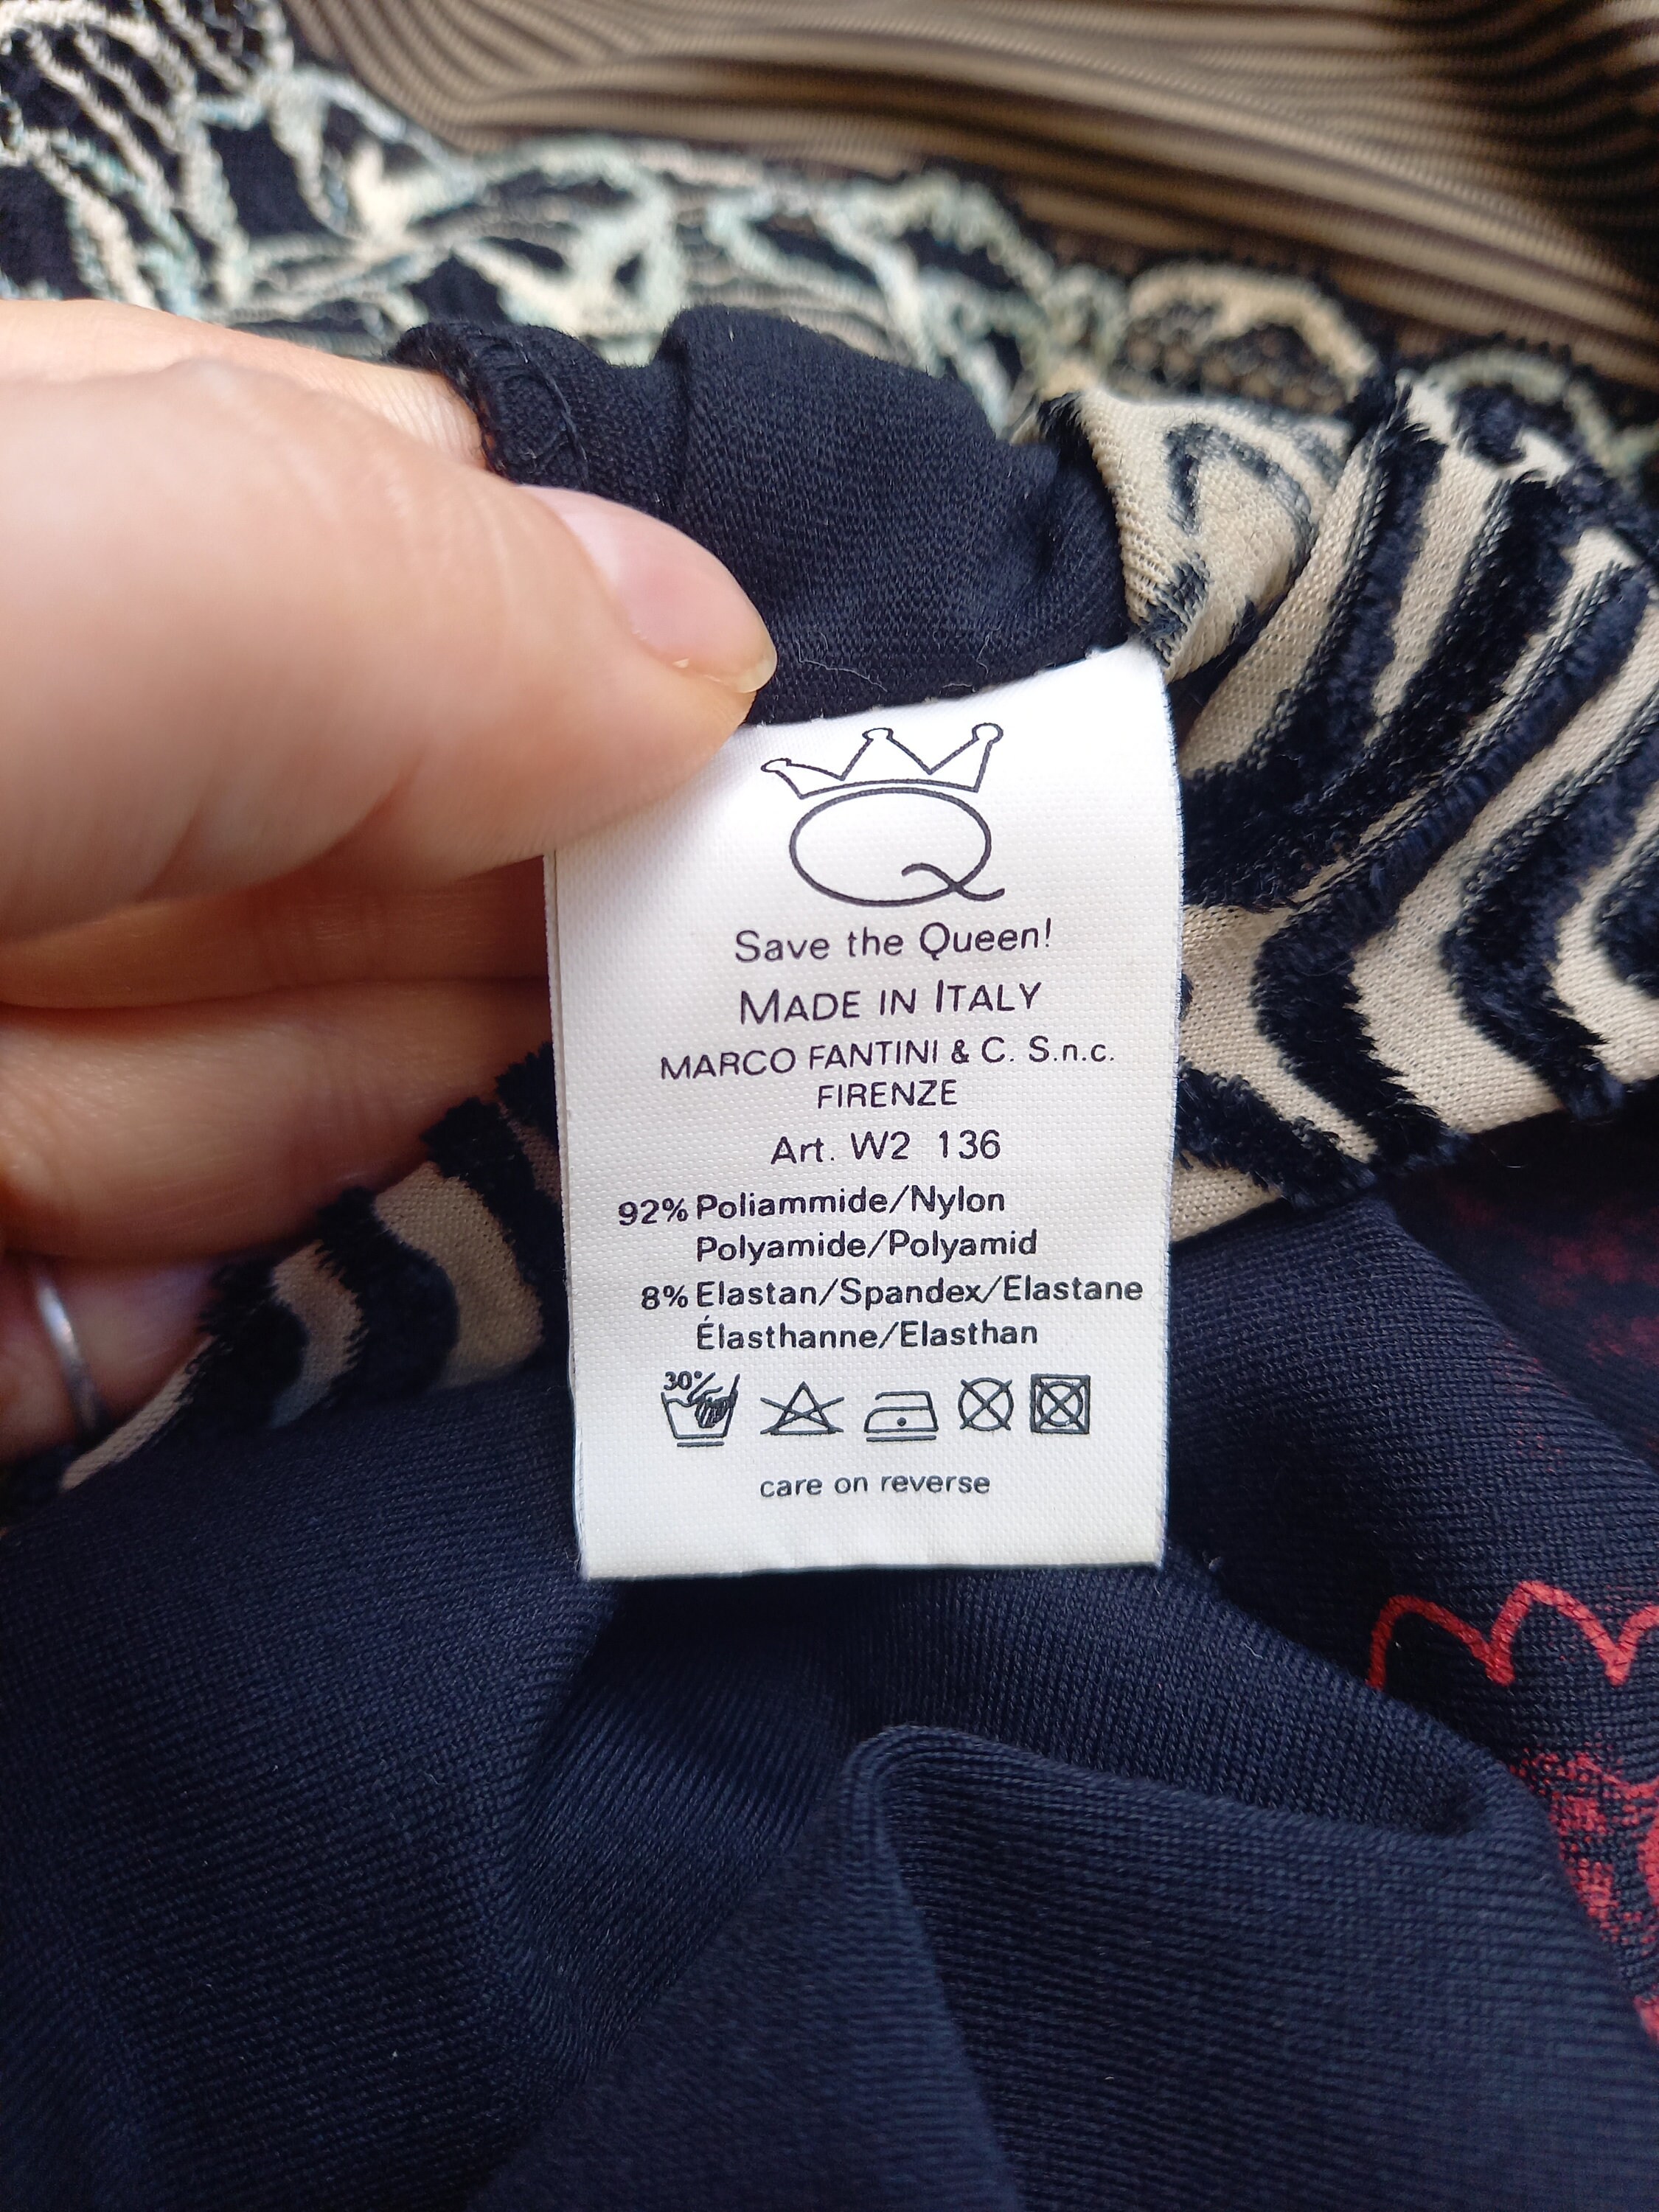 Q
Save the Queen!
MADE IN ITALY
MARCO FANTINI & C. S.n.c.
FIRENZE
Art. W2 136
92% Poliammide/Nylon
Polyamide/Polyamid
8% Elastan/Spandex/Elastane
Élasthanne/Elasthan
30°
care on reverse